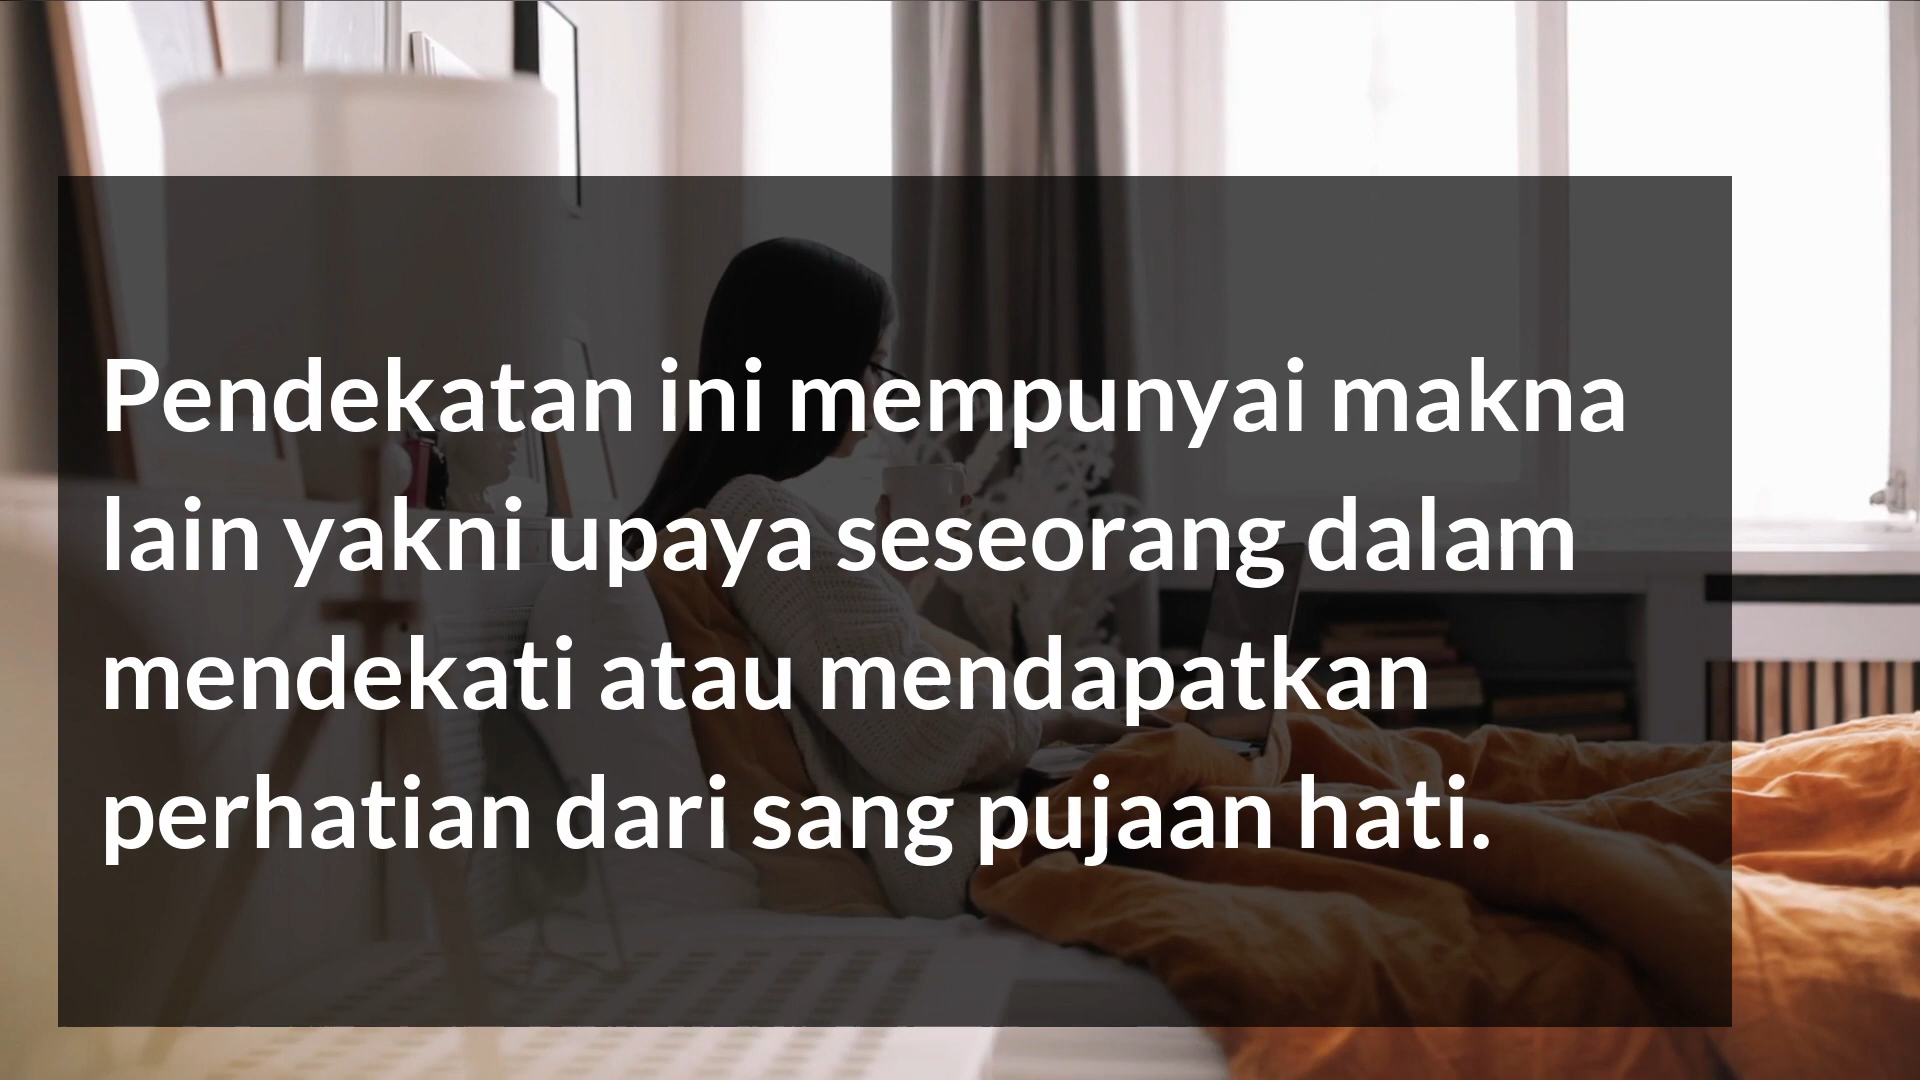 Pendekatan ini mempunyai makna
lain yakni upaya seseorang dalam
mendekati atau mendapatkan
perhatian dari sang pujaan hati.